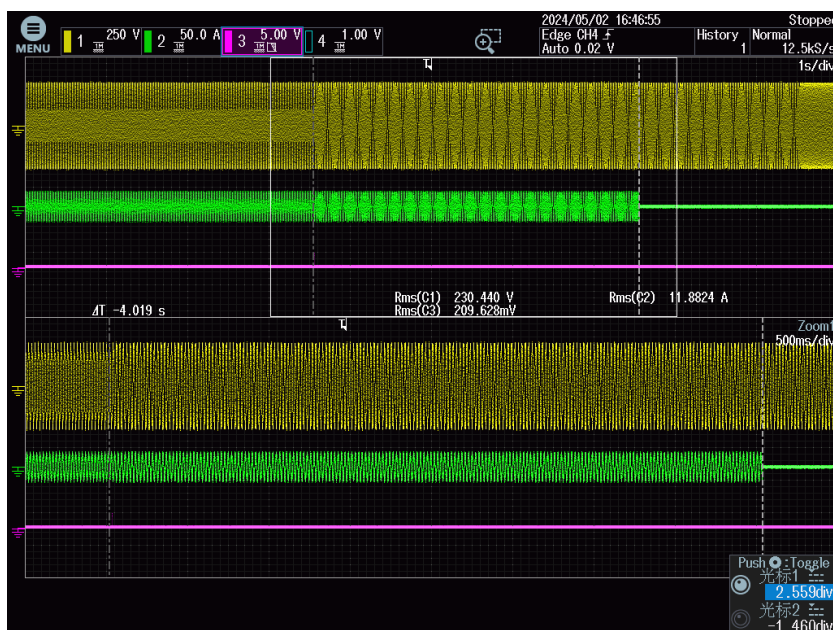 2024/05/02 16:46:55 Stopped
MENU 1 250 V 2 50.0 A 3 5.00 V 4 1.00 V Edge CH4 History Normal
Auto 0.02 V 1 12.5kS/s
1s/div
Rms(C1) 230.440 V Rms(C2) 11.8824 A
ΔT -4.019 s Rms(C3) 209.628mV
Zoom1
500ms/div
Push :Toggle
光标1
2.559div
光标2
-1.460div